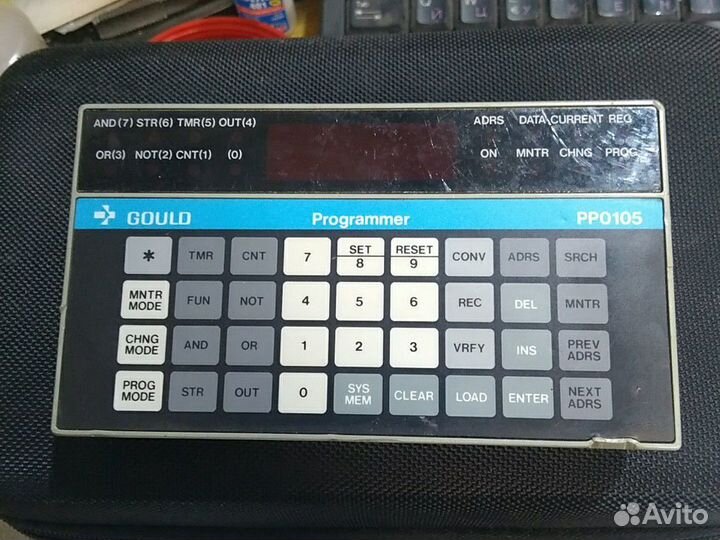 AND(7) STR(6) TMR(5) OUT(4) ADRS DATA CURRENT REC
OR(3) NOT(2) CNT(1) (0) ON MNTR CHNG PROG
GOULD Programmer PP0105
* TMR CNT 7 SET 8 RESET 9 CONV ADRS SRCH
MNTR MODE FUN NOT 4 5 6 REC DEL MNTR
CHNG MODE AND OR 1 2 3 VRFY INS PREV ADRS
PROG MODE STR OUT 0 SYS MEM CLEAR LOAD ENTER NEXT ADRS
Avito